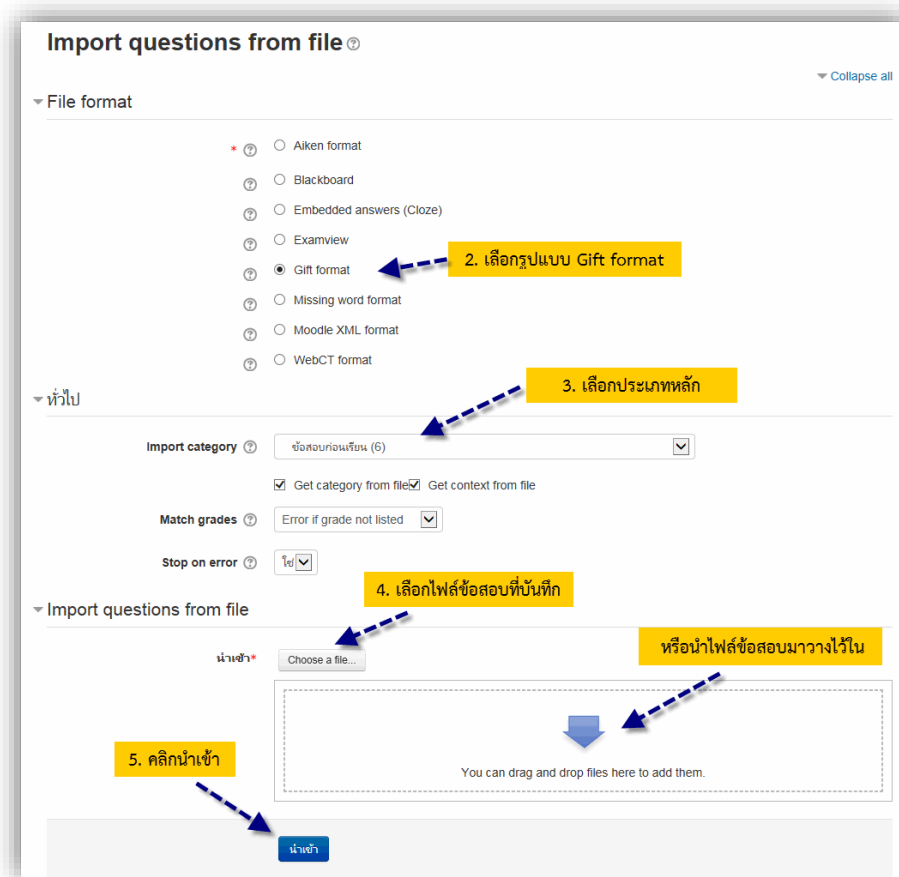 Import questions from file
Collapse all
File format
* Aiken format
Blackboard
Embedded answers (Cloze)
Examview
2. เลือกรูปแบบ Gift format
Gift format
Missing word format
Moodle XML format
WebCT format
3. เลือกประเภทหลัก
ทั่วไป
Import category ข้อสอบก่อนเรียน (6)
Get category from file Get context from file
Match grades Error if grade not listed
Stop on error ใช่
4. เลือกไฟล์ข้อสอบที่บันทึก
Import questions from file
หรือนำไฟล์ข้อสอบมาวางไว้ใน
นำเข้า* Choose a file...
5. คลิกนำเข้า
You can drag and drop files here to add them.
นำเข้า